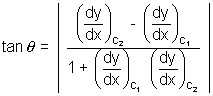 tan θ = | ((dy/dx)_{c₂} - (dy/dx)_{c₁}) / (1 + (dy/dx)_{c₁} (dy/dx)_{c₂}) |